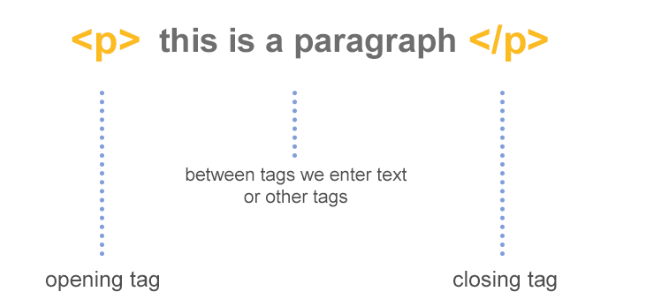 <p> this is a paragraph </p>
between tags we enter text
or other tags
opening tag
closing tag